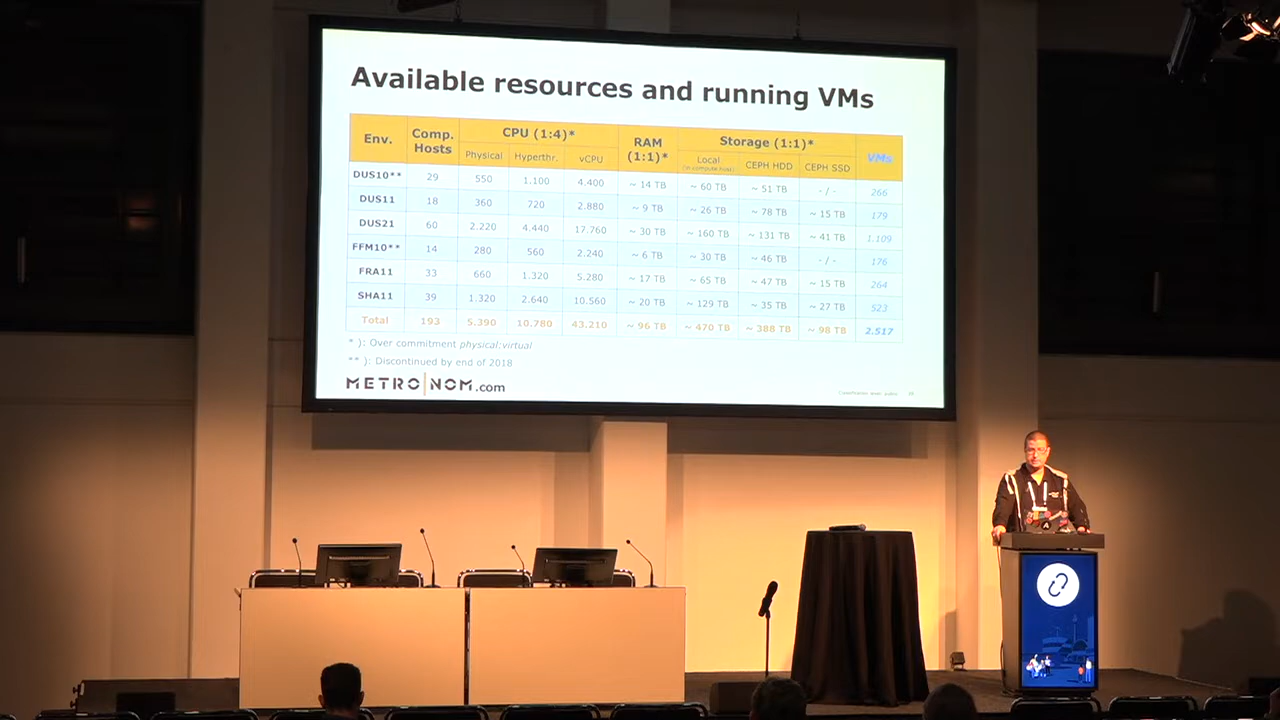 Available resources and running VMs
Env. Comp. Hosts CPU (1:4)* RAM (1:1)* Storage (1:1)* VMs
Physical Hyperthr. vCPU Local (in compute host) CEPH HDD CEPH SSD
DUS10** 29 550 1.100 4.400 ~ 14 TB ~ 60 TB ~ 51 TB - / - 266
DUS11 18 360 720 2.880 ~ 9 TB ~ 26 TB ~ 78 TB ~ 15 TB 179
DUS21 60 2.220 4.440 17.760 ~ 30 TB ~ 160 TB ~ 131 TB ~ 41 TB 1.109
FFM10** 14 280 560 2.240 ~ 6 TB ~ 30 TB ~ 46 TB - / - 176
FRA11 33 660 1.320 5.280 ~ 17 TB ~ 65 TB ~ 47 TB ~ 15 TB 264
SHA11 39 1.320 2.640 10.560 ~ 20 TB ~ 129 TB ~ 35 TB ~ 27 TB 523
Total 193 5.390 10.780 43.210 ~ 96 TB ~ 470 TB ~ 388 TB ~ 98 TB 2.517
* ): Over commitment physical:virtual
** ): Discontinued by end of 2018
METRO NOM.com